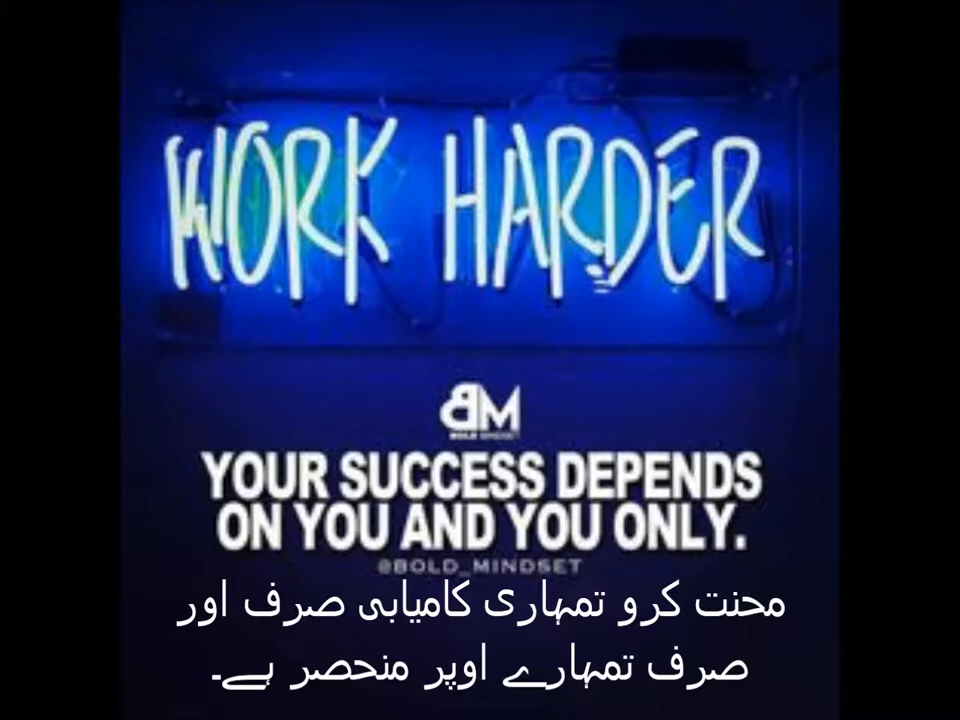 WORK HARDER
BM
BOLD MINDSET
YOUR SUCCESS DEPENDS
ON YOU AND YOU ONLY.
@BOLD_MINDSET
محنت کرو تمہاری کامیابی صرف اور
صرف تمہارے اوپر منحصر ہے۔